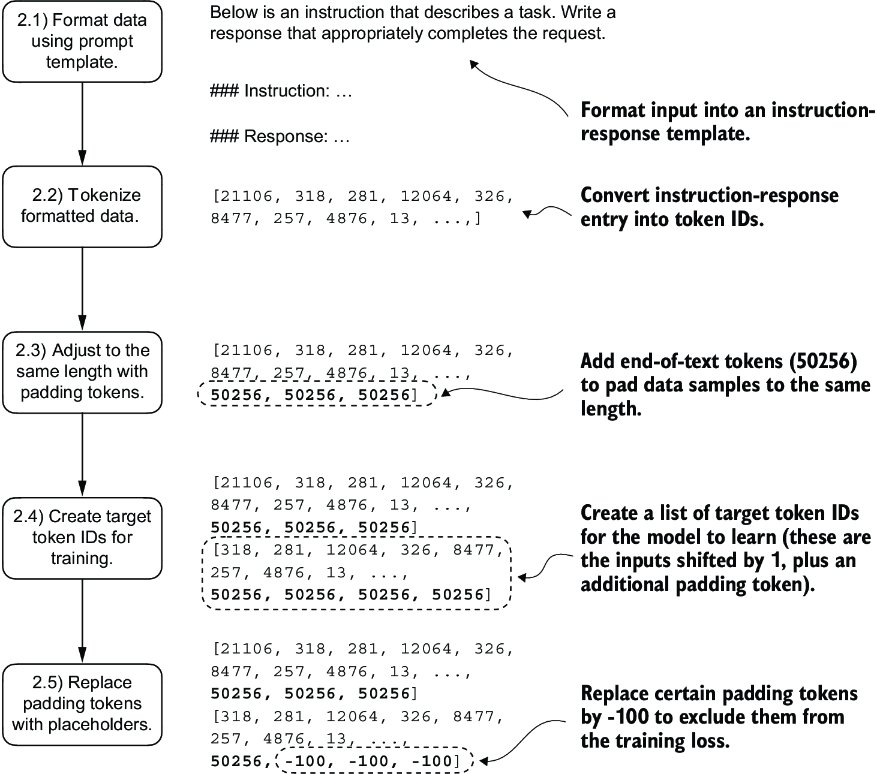 2.1) Format data
using prompt
template.
Below is an instruction that describes a task. Write a
response that appropriately completes the request.
### Instruction: …
### Response: …
Format input into an instruction-
response template.
2.2) Tokenize
formatted data.
[21106, 318, 281, 12064, 326,
8477, 257, 4876, 13, ...,]
Convert instruction-response
entry into token IDs.
2.3) Adjust to the
same length with
padding tokens.
[21106, 318, 281, 12064, 326,
8477, 257, 4876, 13, ...,
50256, 50256, 50256]
Add end-of-text tokens (50256)
to pad data samples to the same
length.
2.4) Create target
token IDs for
training.
[21106, 318, 281, 12064, 326,
8477, 257, 4876, 13, ...,
50256, 50256, 50256]
[318, 281, 12064, 326, 8477,
257, 4876, 13, ...,
50256, 50256, 50256, 50256]
Create a list of target token IDs
for the model to learn (these are
the inputs shifted by 1, plus an
additional padding token).
2.5) Replace
padding tokens
with placeholders.
[21106, 318, 281, 12064, 326,
8477, 257, 4876, 13, ...,
50256, 50256, 50256]
[318, 281, 12064, 326, 8477,
257, 4876, 13, ...,
50256, -100, -100, -100]
Replace certain padding tokens
by -100 to exclude them from
the training loss.